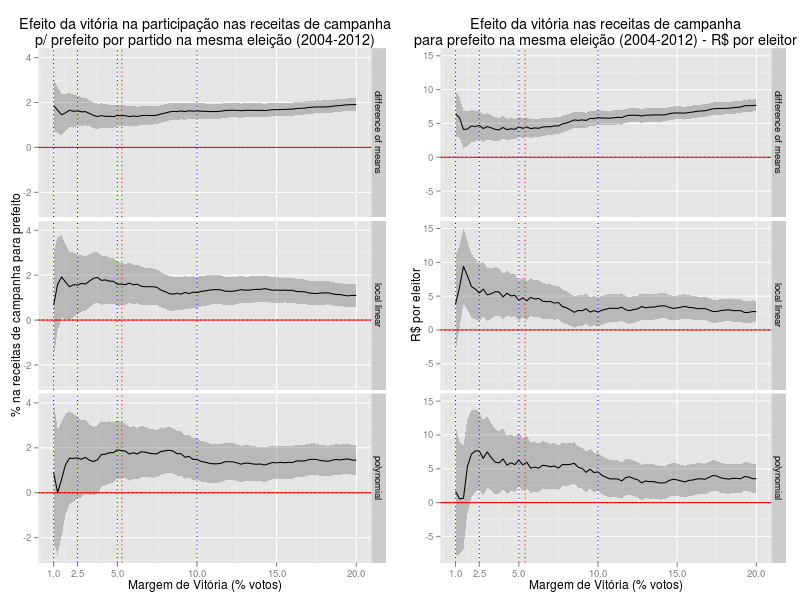 Efeito da vitória na participação nas receitas de campanha
p/ prefeito por partido na mesma eleição (2004-2012)
% na receitas de campanha para prefeito
4
2
0
-2
difference of means
4
2
0
-2
local linear
4
2
0
-2
polynomial
1.0 2.5 5.0 10.0 15.0 20.0
Margem de Vitória (% votos)
Efeito da vitória nas receitas de campanha
para prefeito na mesma eleição (2004-2012) - R$ por eleitor
R$ por eleitor
15
10
5
0
-5
difference of means
15
10
5
0
-5
local linear
15
10
5
0
-5
polynomial
1.0 2.5 5.0 10.0 15.0 20.0
Margem de Vitória (% votos)